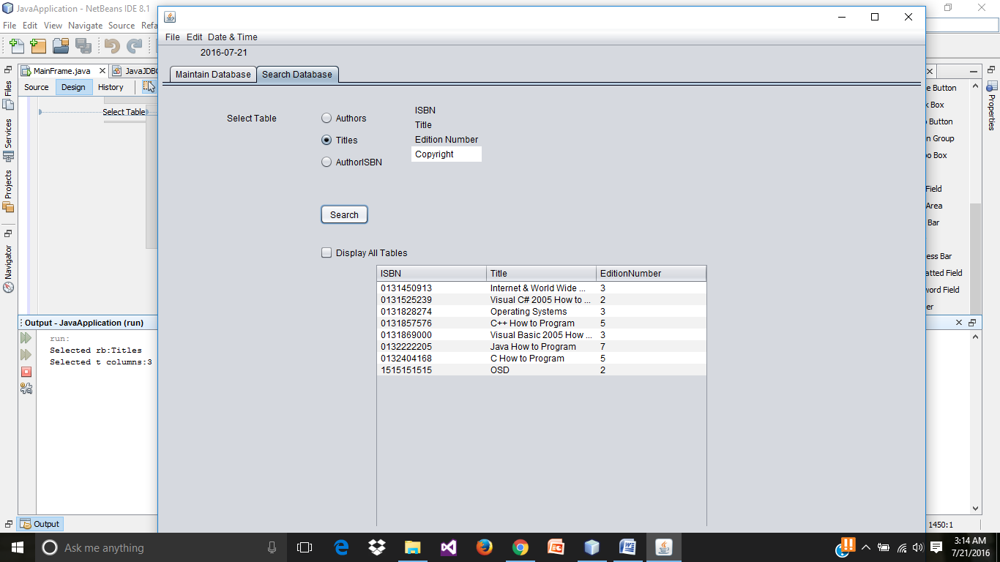 JavaApplication - NetBeans IDE 8.1
File Edit View Navigate Source Refa
MainFrame.java JavaJDBC
Source Design History
Select Table
Files
Services
Projects
Navigator
File Edit Date & Time
2016-07-21
Maintain Database Search Database
Select Table
Authors
Titles
AuthorISBN
ISBN
Title
Edition Number
Copyright
Search
Display All Tables
ISBN Title EditionNumber
0131450913 Internet & World Wide ... 3
0131525239 Visual C# 2005 How to ... 2
0131828274 Operating Systems 3
0131857576 C++ How to Program 5
0131869000 Visual Basic 2005 How ... 3
0132222205 Java How to Program 7
0132404168 C How to Program 5
1515151515 OSD 2
e Button
k Box
o Button
n Group
o Box
Field
Area
Bar
ess Bar
atted Field
word Field
er
Properties
Output - JavaApplication (run)
run:
Selected rb:Titles
Selected t columns:3
Output
1450:1
Ask me anything
3:14 AM
7/21/2016